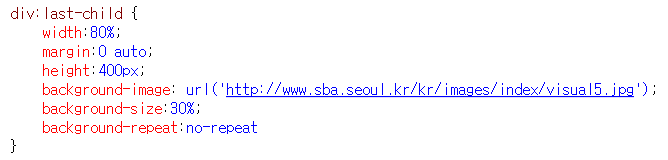 div:last-child {
width:80%;
margin:0 auto;
height:400px;
background-image: url('http://www.sba.seoul.kr/kr/images/index/visual5.jpg');
background-size:30%;
background-repeat:no-repeat
}